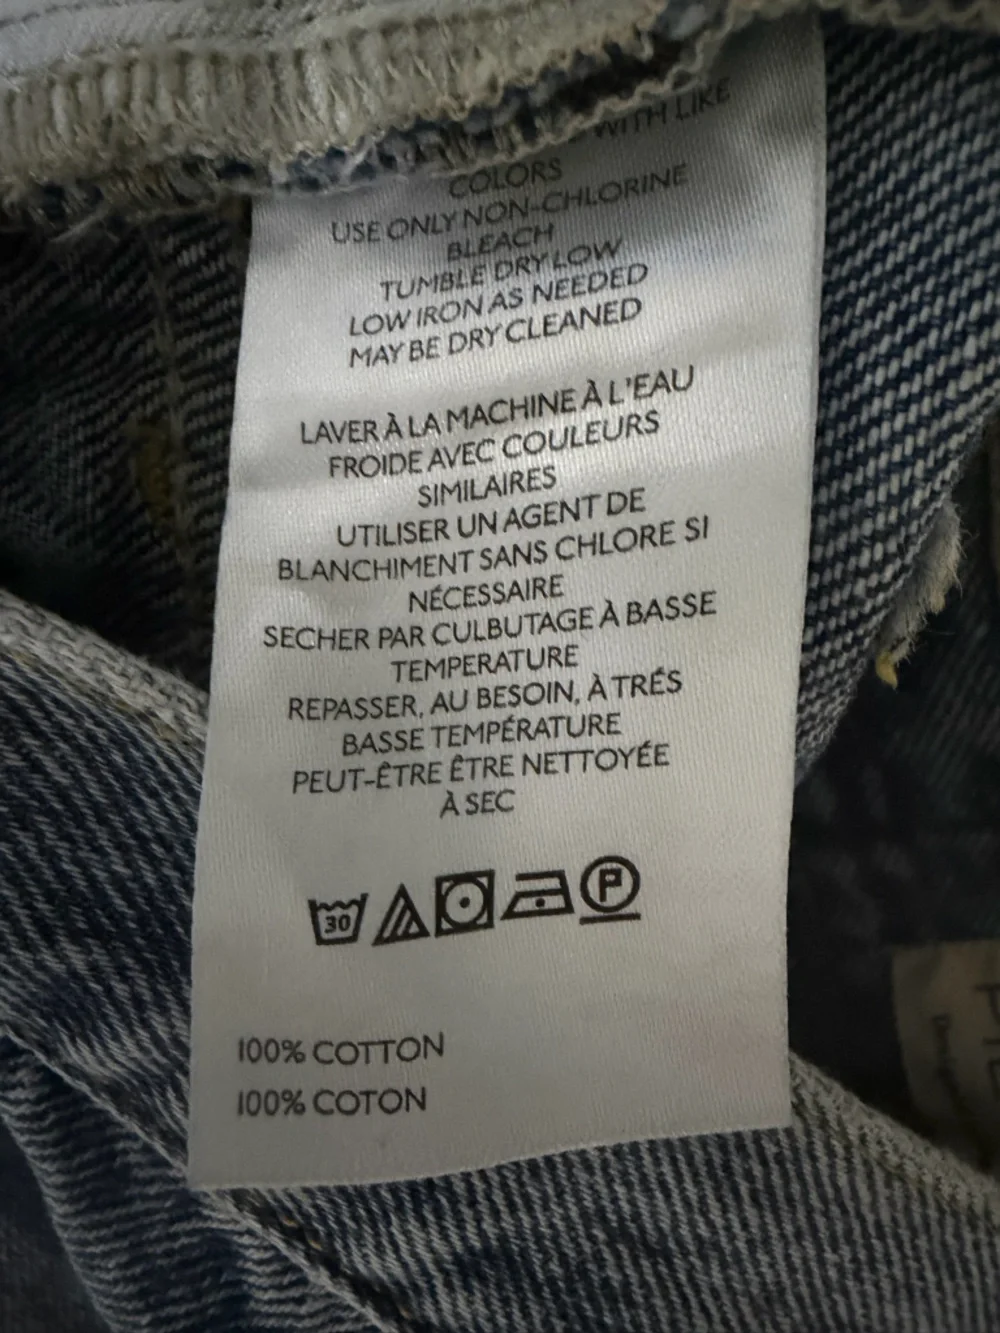 WITH LIKE
COLORS
USE ONLY NON-CHLORINE
BLEACH
TUMBLE DRY LOW
LOW IRON AS NEEDED
MAY BE DRY CLEANED
LAVER À LA MACHINE À L'EAU
FROIDE AVEC COULEURS
SIMILAIRES
UTILISER UN AGENT DE
BLANCHIMENT SANS CHLORE SI
NÉCESSAIRE
SECHER PAR CULBUTAGE À BASSE
TEMPERATURE
REPASSER, AU BESOIN, À TRÉS
BASSE TEMPÉRATURE
PEUT-ÊTRE ÊTRE NETTOYÉE
À SEC
30 P
100% COTTON
100% COTON